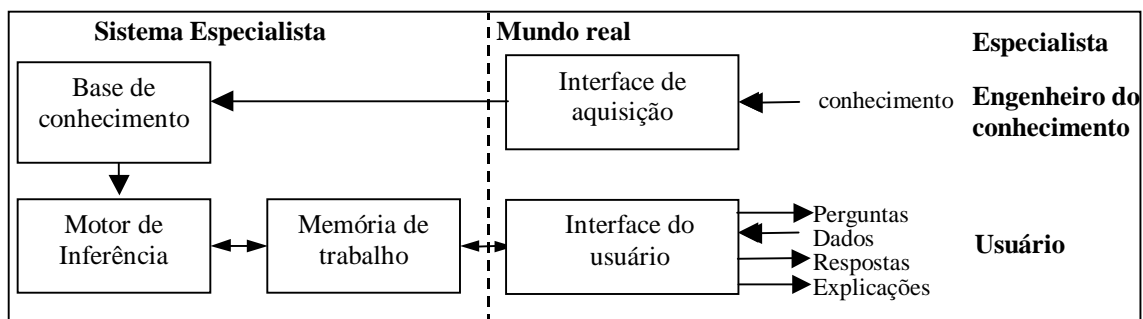 Sistema Especialista
Mundo real
Especialista
Base de
conhecimento
Interface de
aquisição
conhecimento
Engenheiro do
conhecimento
Motor de
Inferência
Memória de
trabalho
Interface do
usuário
Perguntas
Dados
Respostas
Explicações
Usuário